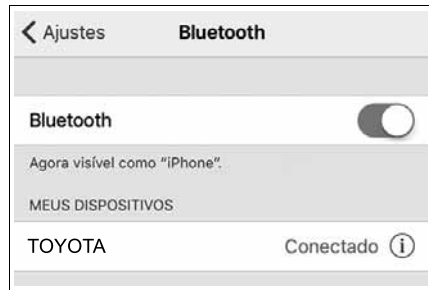 Ajustes Bluetooth
Bluetooth
Agora visível como "iPhone".
MEUS DISPOSITIVOS
TOYOTA Conectado